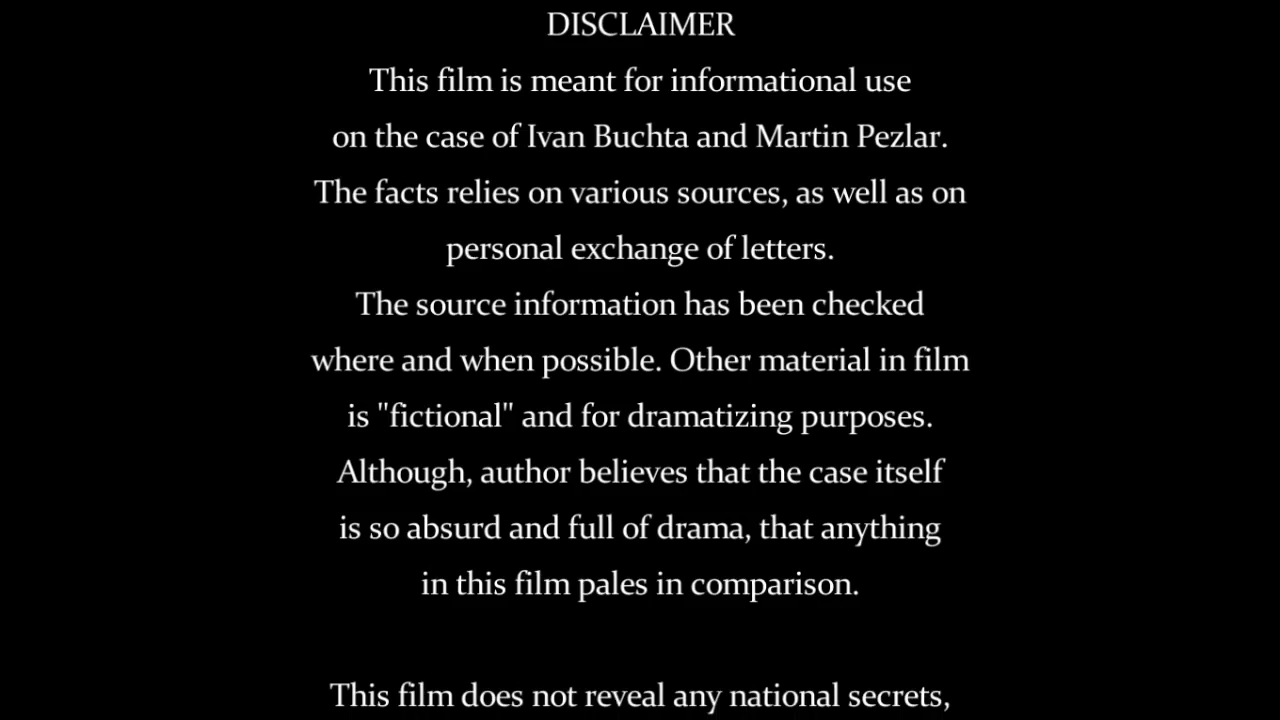 DISCLAIMER
This film is meant for informational use
on the case of Ivan Buchta and Martin Pezlar.
The facts relies on various sources, as well as on
personal exchange of letters.
The source information has been checked
where and when possible. Other material in film
is "fictional" and for dramatizing purposes.
Although, author believes that the case itself
is so absurd and full of drama, that anything
in this film pales in comparison.
This film does not reveal any national secrets,